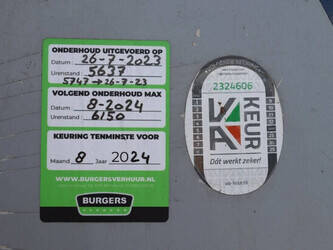 ONDERHOUD UITGEVOERD OP
Datum : 26-7-2023
Urenstand : 5637
5747 → 26-7-23
VOLGEND ONDERHOUD MAX
Datum : 8-2024
Urenstand : 6150
KEURING TENMINSTE VOOR
Maand 8 Jaar 2024
WWW.BURGERSVERHUUR.NL
BURGERS
VERHUUR
2324606
KEUR
Dát werkt zeker!